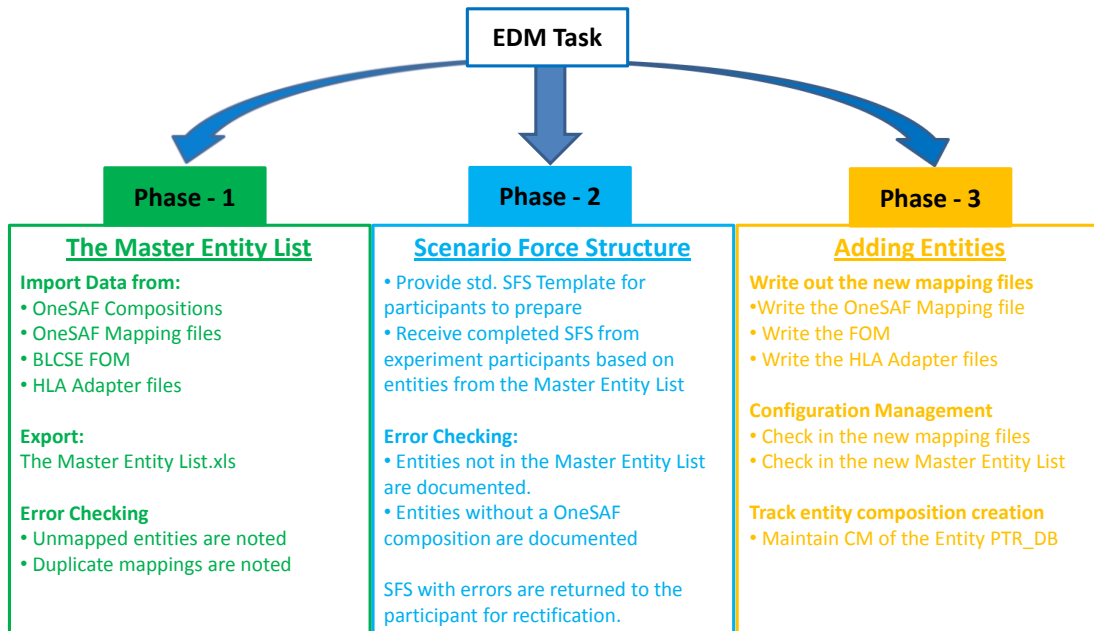 EDM Task
Phase - 1
The Master Entity List
Import Data from:
• OneSAF Compositions
• OneSAF Mapping files
• BLCSE FOM
• HLA Adapter files
Export:
The Master Entity List.xls
Error Checking
• Unmapped entities are noted
• Duplicate mappings are noted
Phase - 2
Scenario Force Structure
• Provide std. SFS Template for
participants to prepare
• Receive completed SFS from
experiment participants based on
entities from the Master Entity List
Error Checking:
• Entities not in the Master Entity List
are documented.
• Entities without a OneSAF
composition are documented
SFS with errors are returned to the
participant for rectification.
Phase - 3
Adding Entities
Write out the new mapping files
•Write the OneSAF Mapping file
• Write the FOM
• Write the HLA Adapter files
Configuration Management
• Check in the new mapping files
• Check in the new Master Entity List
Track entity composition creation
• Maintain CM of the Entity PTR_DB